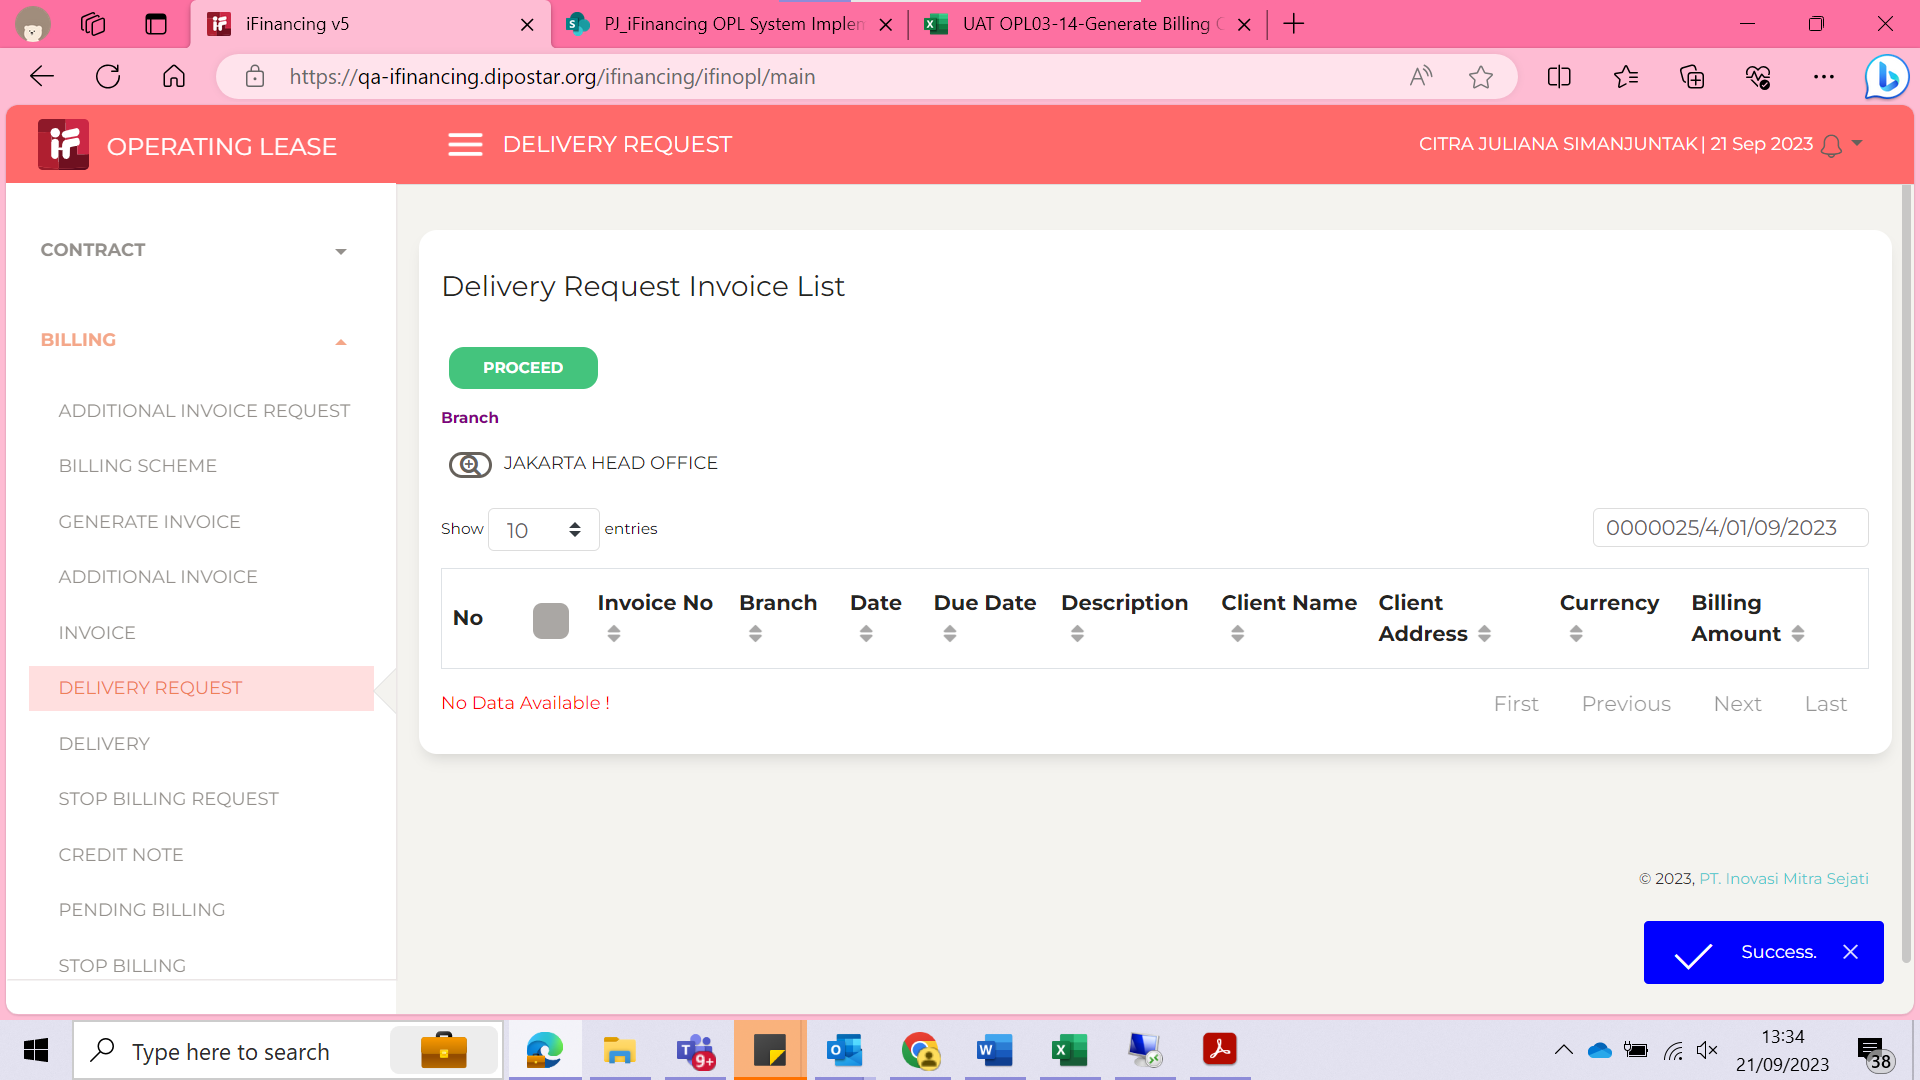 iFinancing v5
PJ_iFinancing OPL System Implem
UAT OPL03-14-Generate Billing
https://qa-ifinancing.dipostar.org/ifinancing/ifinopl/main
OPERATING LEASE
DELIVERY REQUEST
CITRA JULIANA SIMANJUNTAK | 21 Sep 2023
CONTRACT
BILLING
ADDITIONAL INVOICE REQUEST
BILLING SCHEME
GENERATE INVOICE
ADDITIONAL INVOICE
INVOICE
DELIVERY REQUEST
DELIVERY
STOP BILLING REQUEST
CREDIT NOTE
PENDING BILLING
STOP BILLING
Delivery Request Invoice List
PROCEED
Branch
JAKARTA HEAD OFFICE
Show 10 entries
0000025/4/01/09/2023
No Invoice No Branch Date Due Date Description Client Name Client Address Currency Billing Amount
No Data Available !
First Previous Next Last
© 2023, PT. Inovasi Mitra Sejati
Success.
Type here to search
9+
13:34
21/09/2023
38